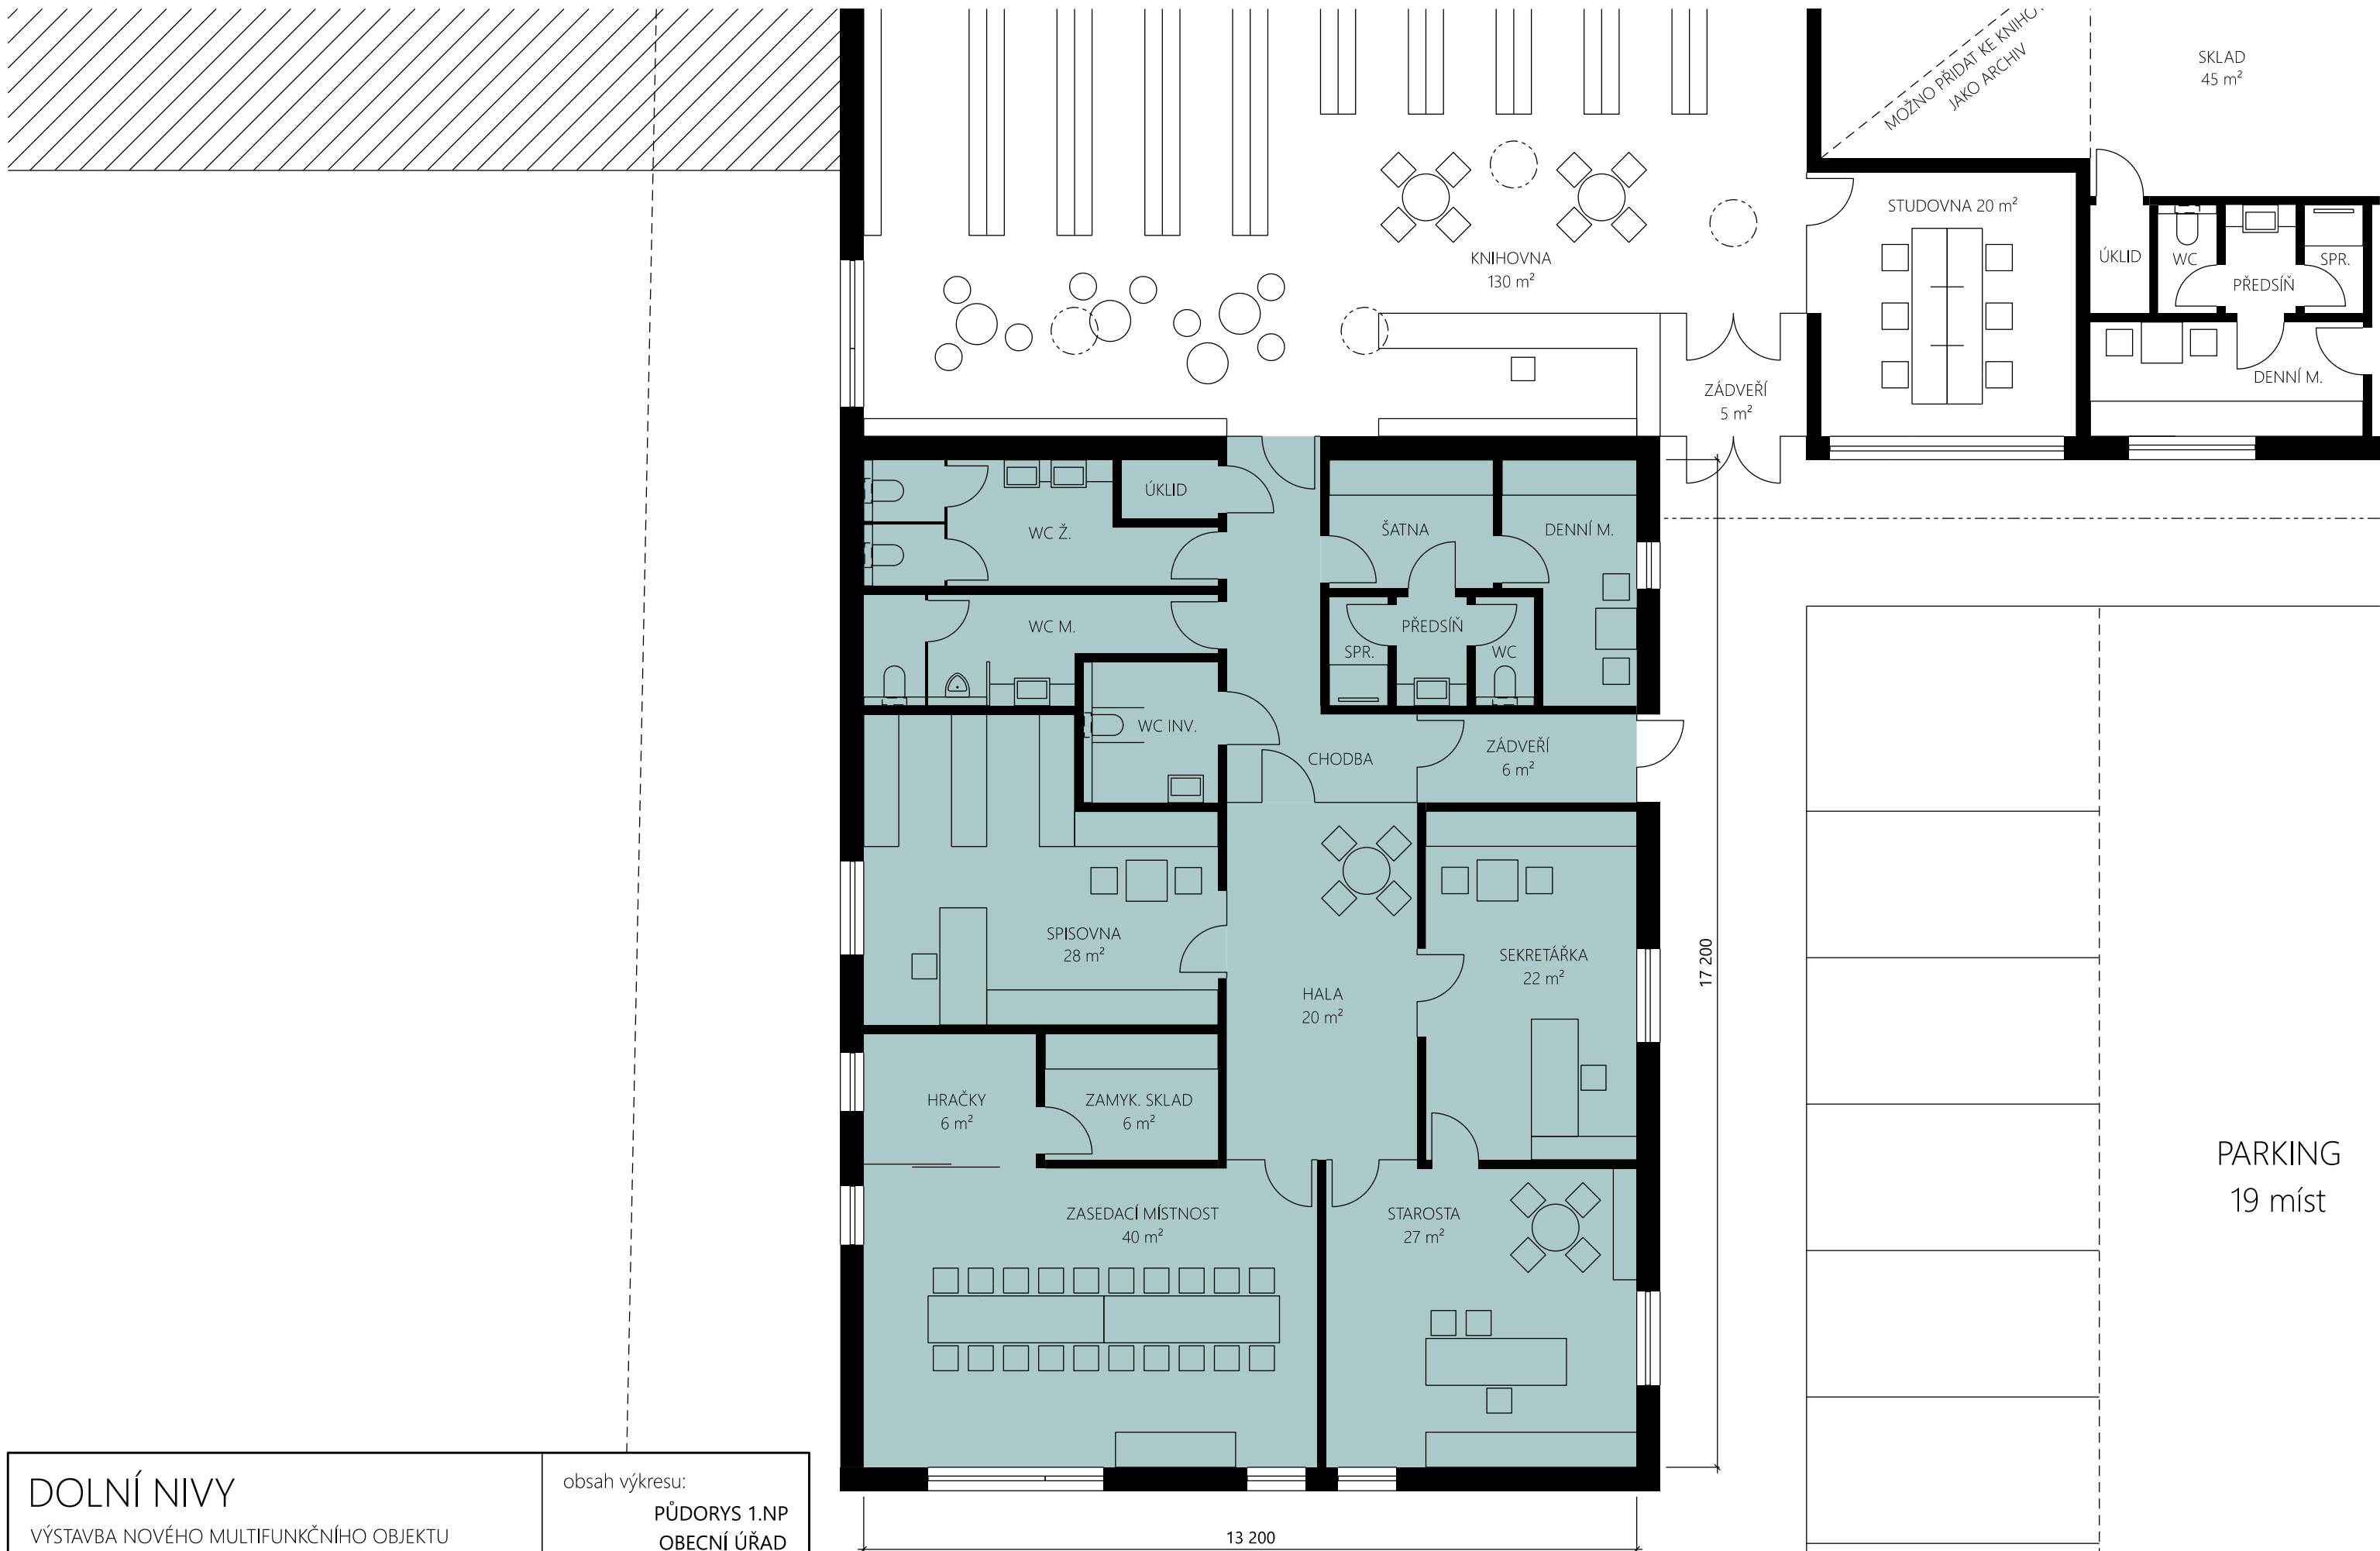 MOŽNO PŘIDAT KE
JAKO ARCHIV
SKLAD
45 m²
STUDOVNA 20 m²
KNIHOVNA
130 m²
ÚKLID
WC
PŘEDSÍŇ
SPR.
DENNÍ M.
ZÁDVEŘÍ
5 m²
ÚKLID
WC Ž.
ŠATNA
DENNÍ M.
WC M.
PŘEDSÍŇ
SPR.
WC
WC INV.
CHODBA
ZÁDVEŘÍ
6 m²
SPISOVNA
28 m²
SEKRETÁŘKA
22 m²
17 200
HALA
20 m²
HRAČKY
6 m²
ZAMYK. SKLAD
6 m²
PARKING
19 míst
ZASEDACÍ MÍSTNOST
40 m²
STAROSTA
27 m²
DOLNÍ NIVY
VÝSTAVBA NOVÉHO MULTIFUNKČNÍHO OBJEKTU
obsah výkresu:
PŮDORYS 1.NP
OBECNÍ ÚŘAD
13 200